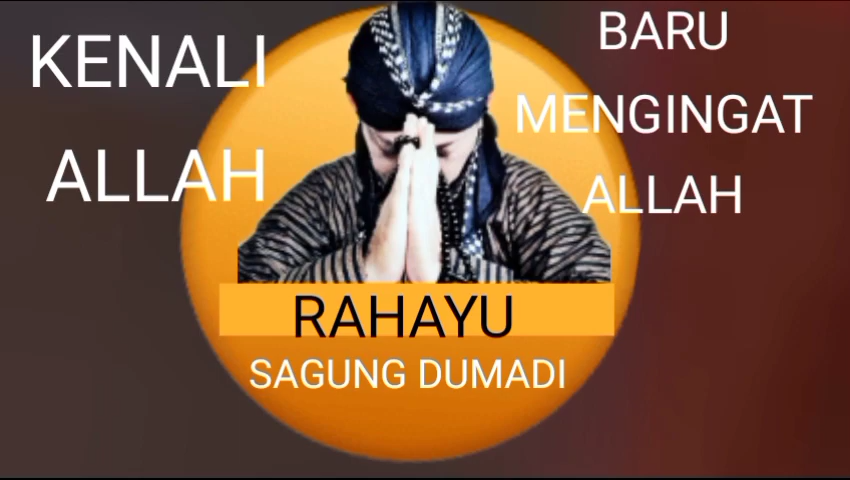 KENALI
ALLAH
BARU
MENGINGAT
ALLAH
RAHAYU
SAGUNG DUMADI